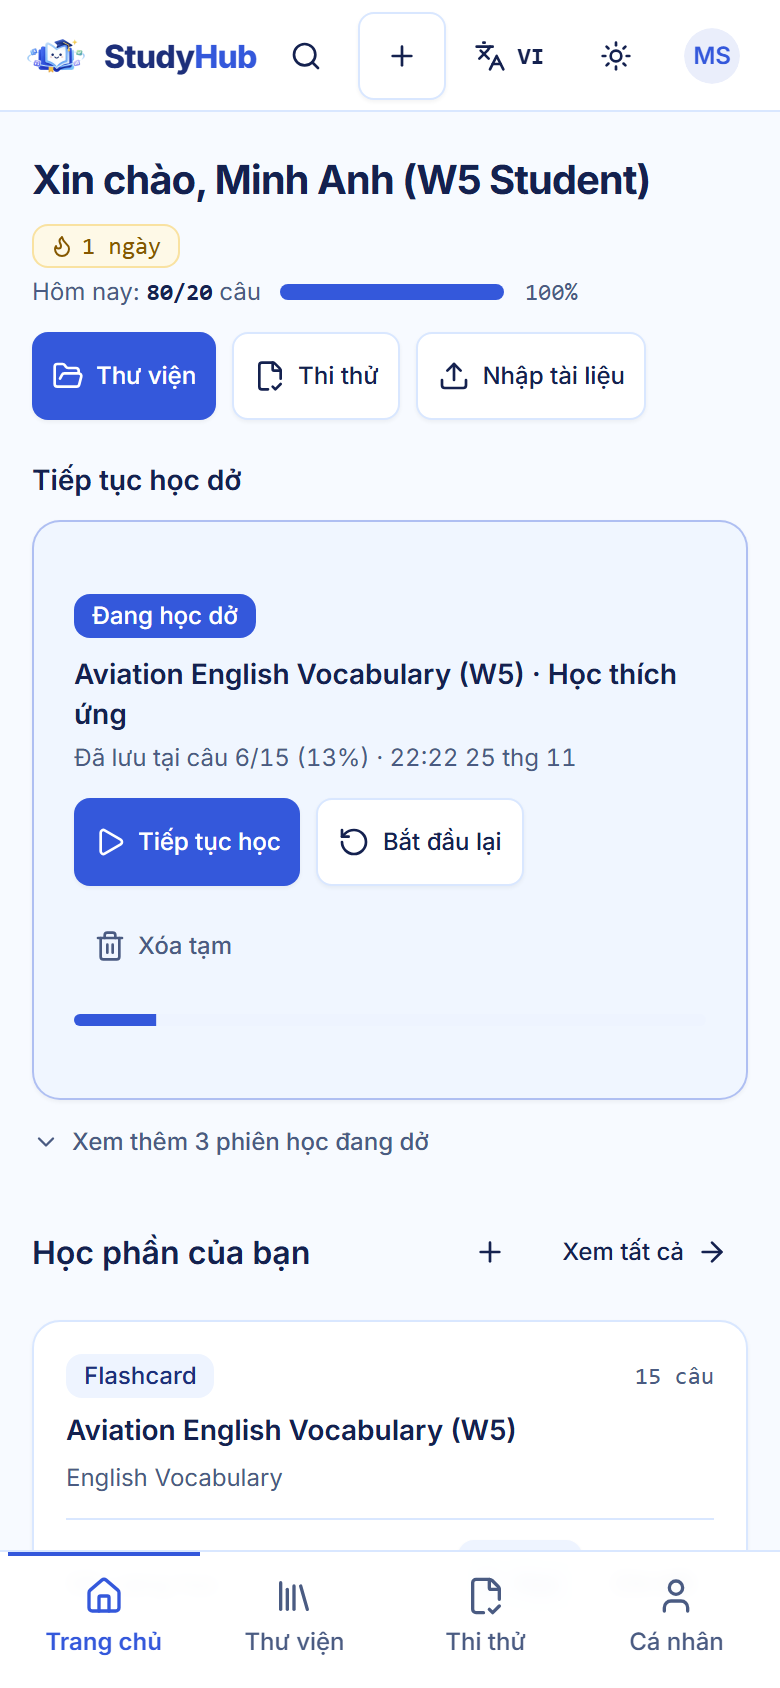 StudyHub
VI
MS
Xin chào, Minh Anh (W5 Student)
1 ngày
Hôm nay: 80/20 câu 100%
Thư viện
Thi thử
Nhập tài liệu
Tiếp tục học dở
Đang học dở
Aviation English Vocabulary (W5) · Học thích
ứng
Đã lưu tại câu 6/15 (13%) · 22:22 25 thg 11
Tiếp tục học
Bắt đầu lại
Xóa tạm
Xem thêm 3 phiên học đang dở
Học phần của bạn
Xem tất cả
Flashcard
15 câu
Aviation English Vocabulary (W5)
English Vocabulary
Trang chủ
Thư viện
Thi thử
Cá nhân